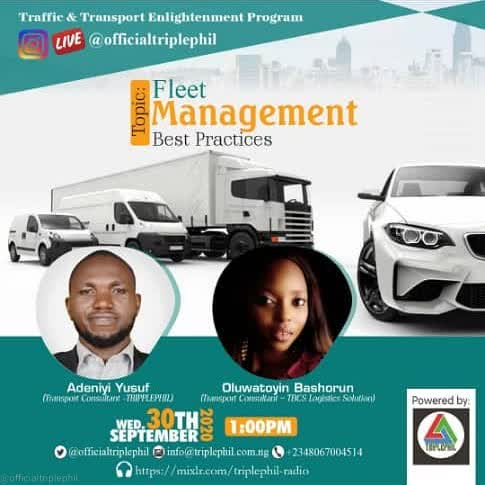 Traffic & Transport Enlightenment Program
LIVE @officialtriplephil
Topic:
Fleet
Management
Best Practices
Adeniyi Yusuf
(Transport Consultant -TRIPPLEPHIL)
Oluwatoyin Bashorun
(Transport Consultant – TBCS Logistics Solution)
WED. 30TH
SEPTEMBER 2020
1:00PM
Powered by:
TRIPLEPHIL
@officialtriplephil info@triplephil.com.ng +2348067004514
https://mixlr.com/triplephil-radio
@officialtriplephil